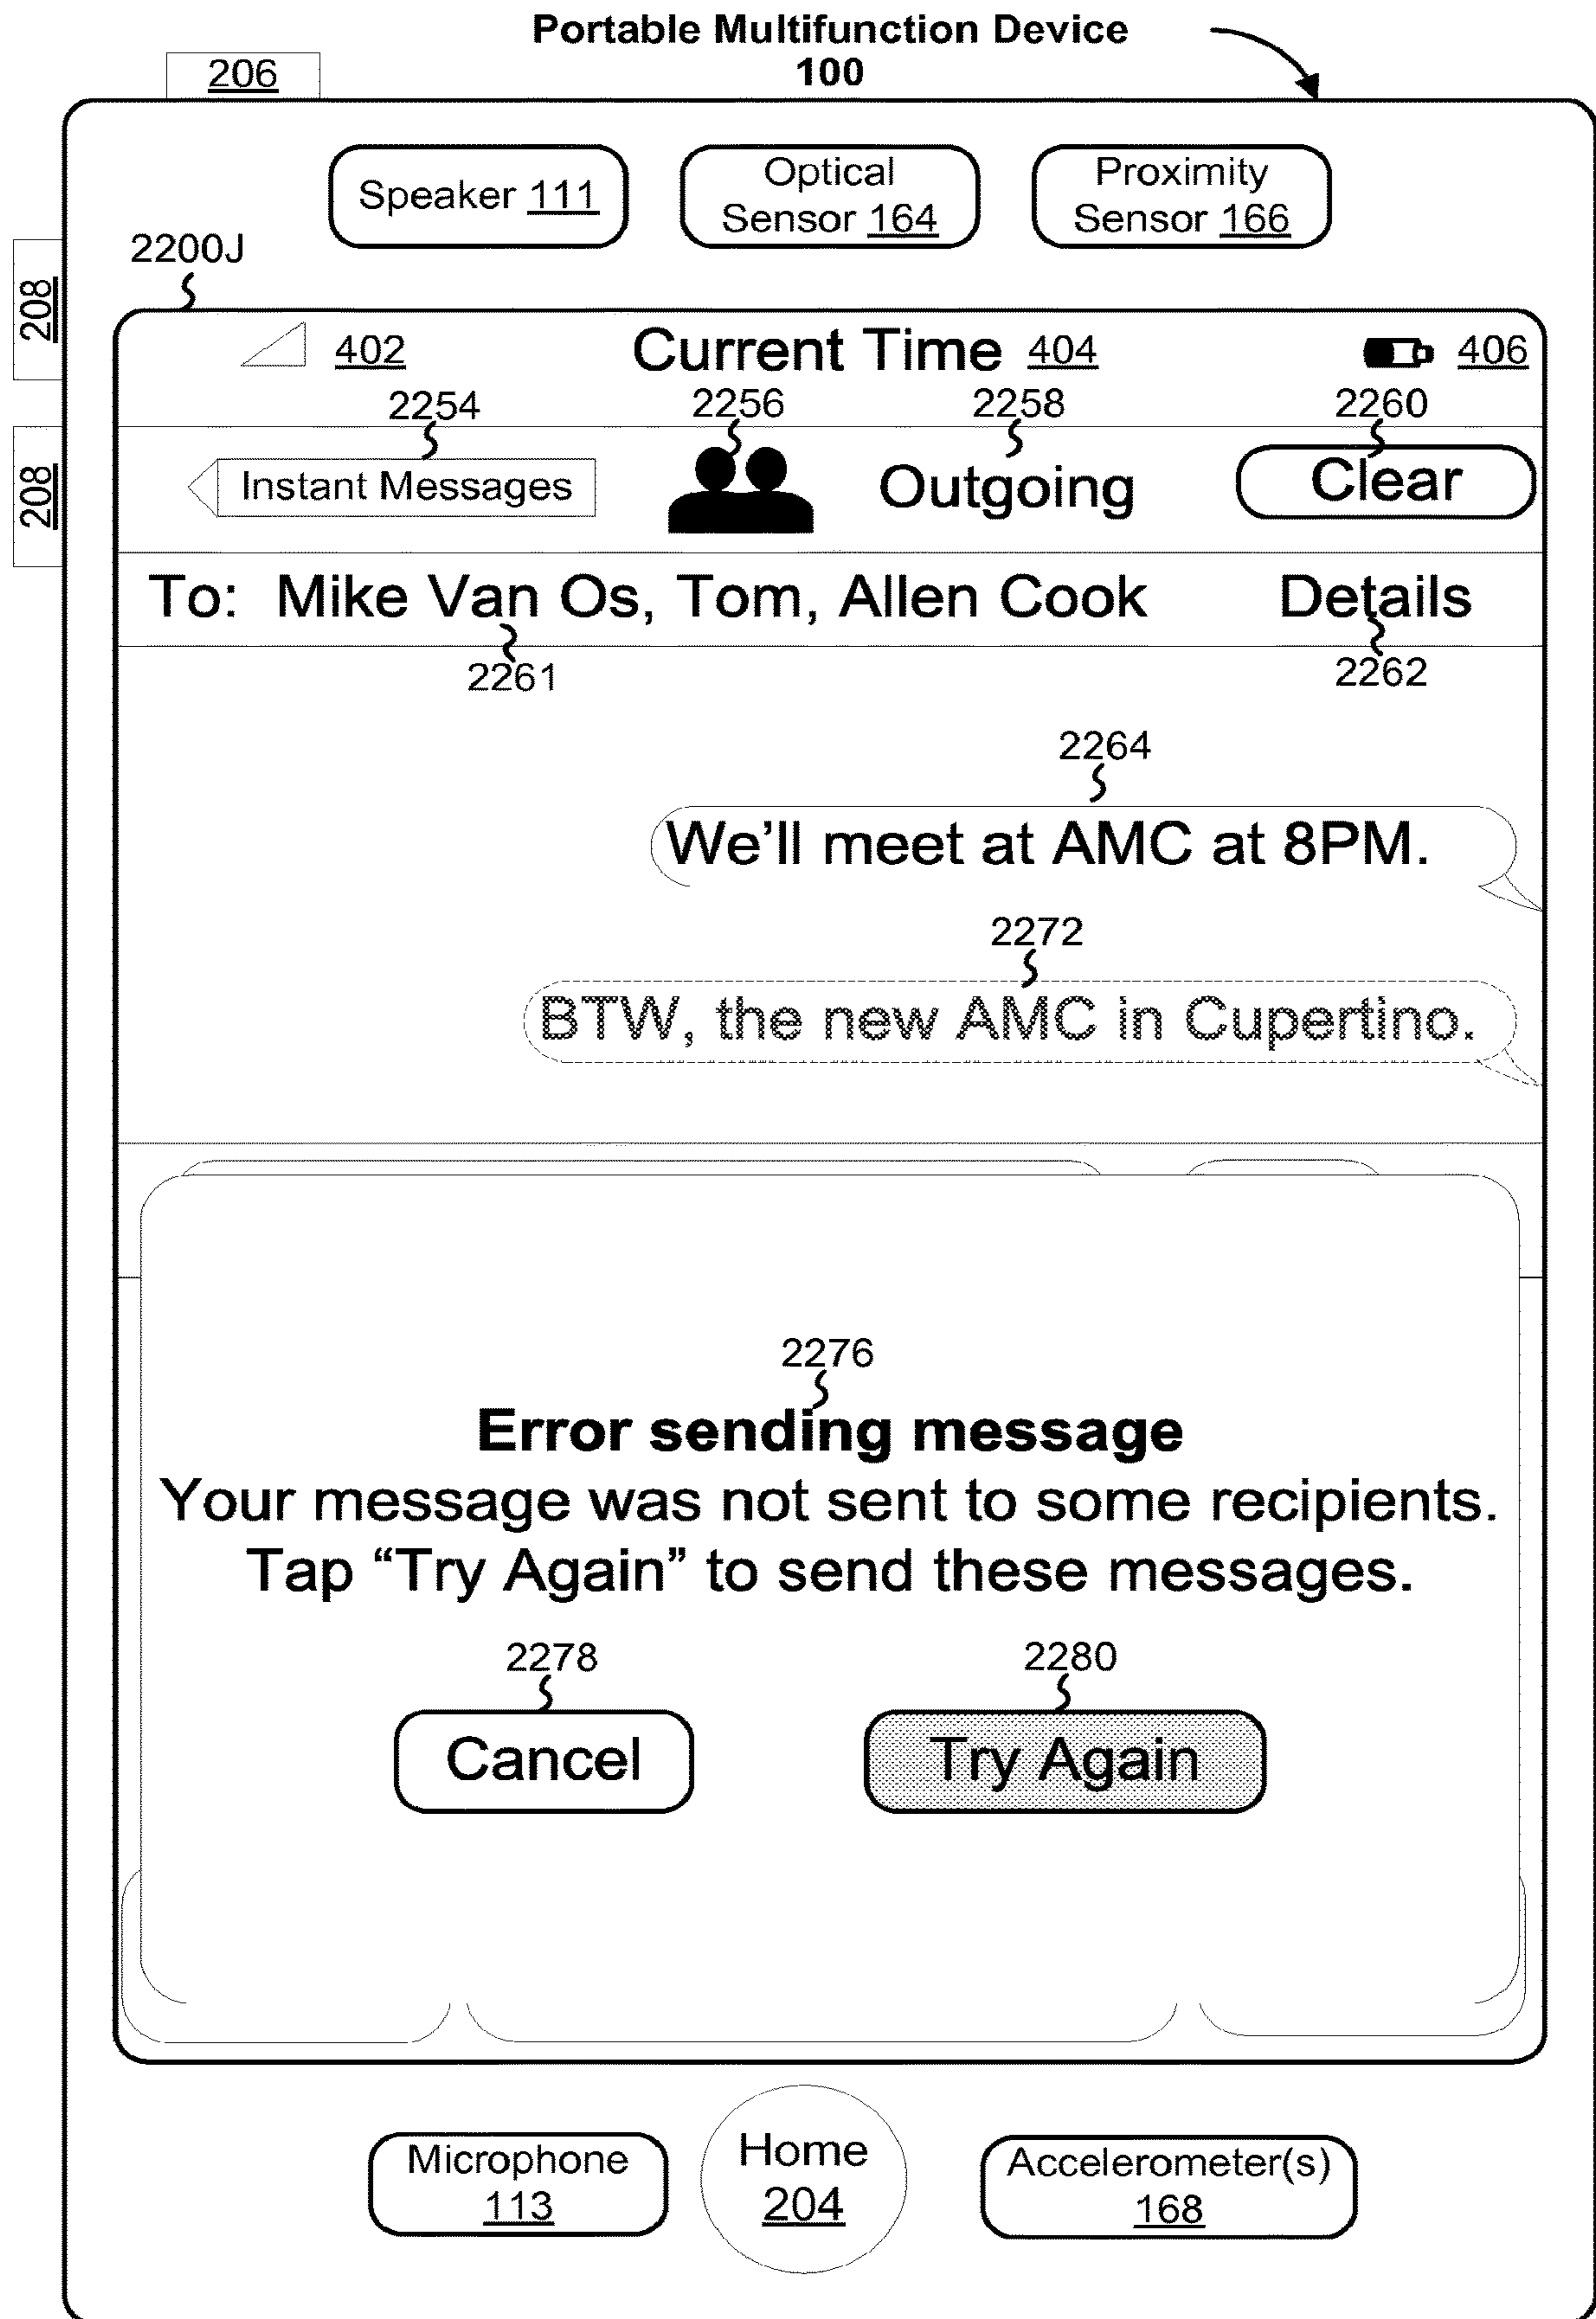 Portable Multifunction Device
100
206
Speaker 111
Optical
Sensor 164
Proximity
Sensor 166
2200J
208
402
Current Time 404
406
2254
2256
2258
2260
208
Instant Messages
Outgoing
Clear
To: Mike Van Os, Tom, Allen Cook
Details
2261
2262
2264
We’ll meet at AMC at 8PM.
2272
BTW, the new AMC in Cupertino.
2276
Error sending message
Your message was not sent to some recipients.
Tap “Try Again” to send these messages.
2278
2280
Cancel
Try Again
Microphone
113
Home
204
Accelerometer(s)
168